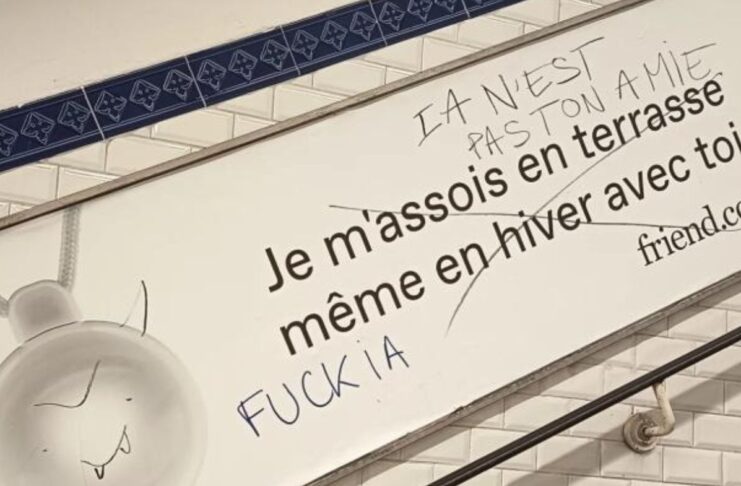 IA N'EST
PAS TON AMIE
Je m'assois en terrasse
même en hiver avec toi
friend.co
FUCK IA